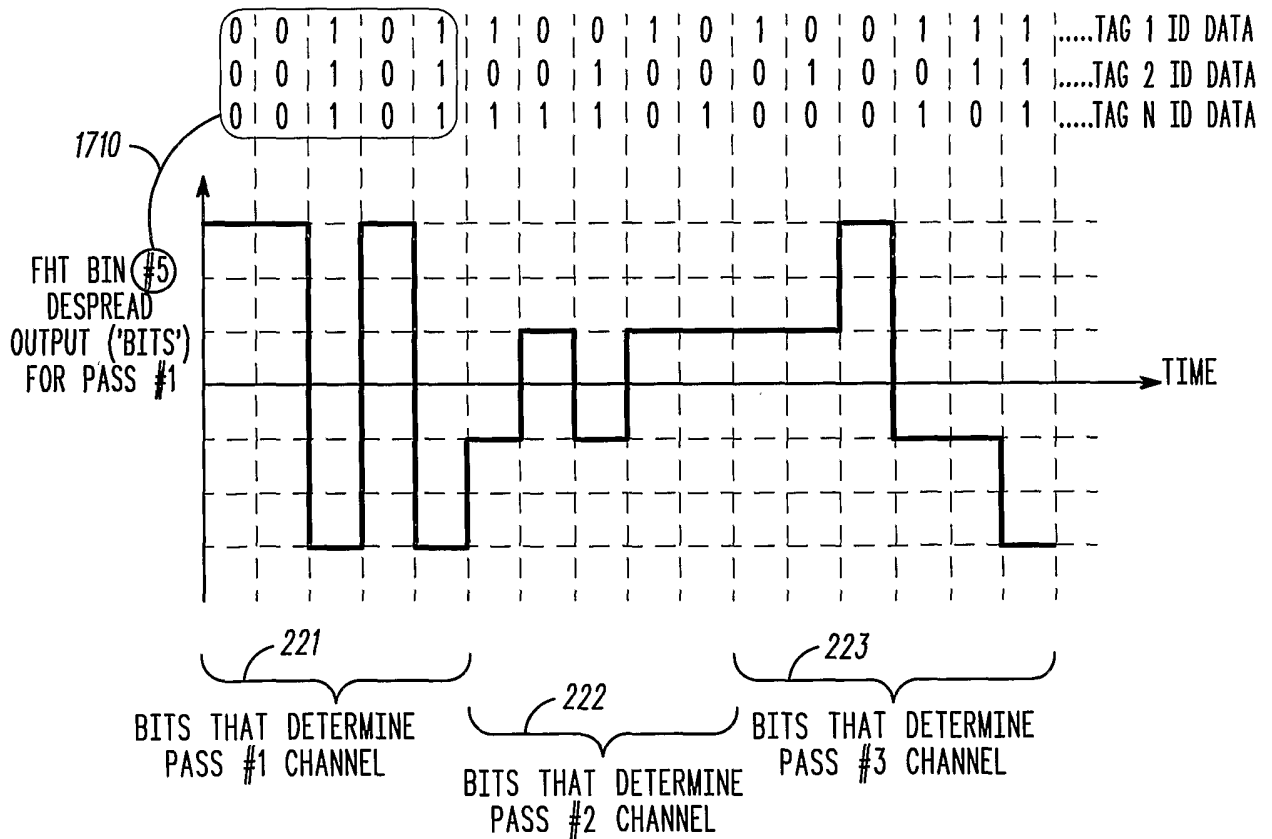 0 0 1 0 1 1 0 0 1 0 1 0 0 1 1 1 .....TAG 1 ID DATA
0 0 1 0 1 0 0 1 0 0 0 1 0 0 1 1 .....TAG 2 ID DATA
0 0 1 0 1 1 1 1 0 1 0 0 0 1 0 1 .....TAG N ID DATA
1710
FHT BIN #5
DESPREAD
OUTPUT ('BITS')
FOR PASS #1
TIME
221
BITS THAT DETERMINE
PASS #1 CHANNEL
222
BITS THAT DETERMINE
PASS #2 CHANNEL
223
BITS THAT DETERMINE
PASS #3 CHANNEL